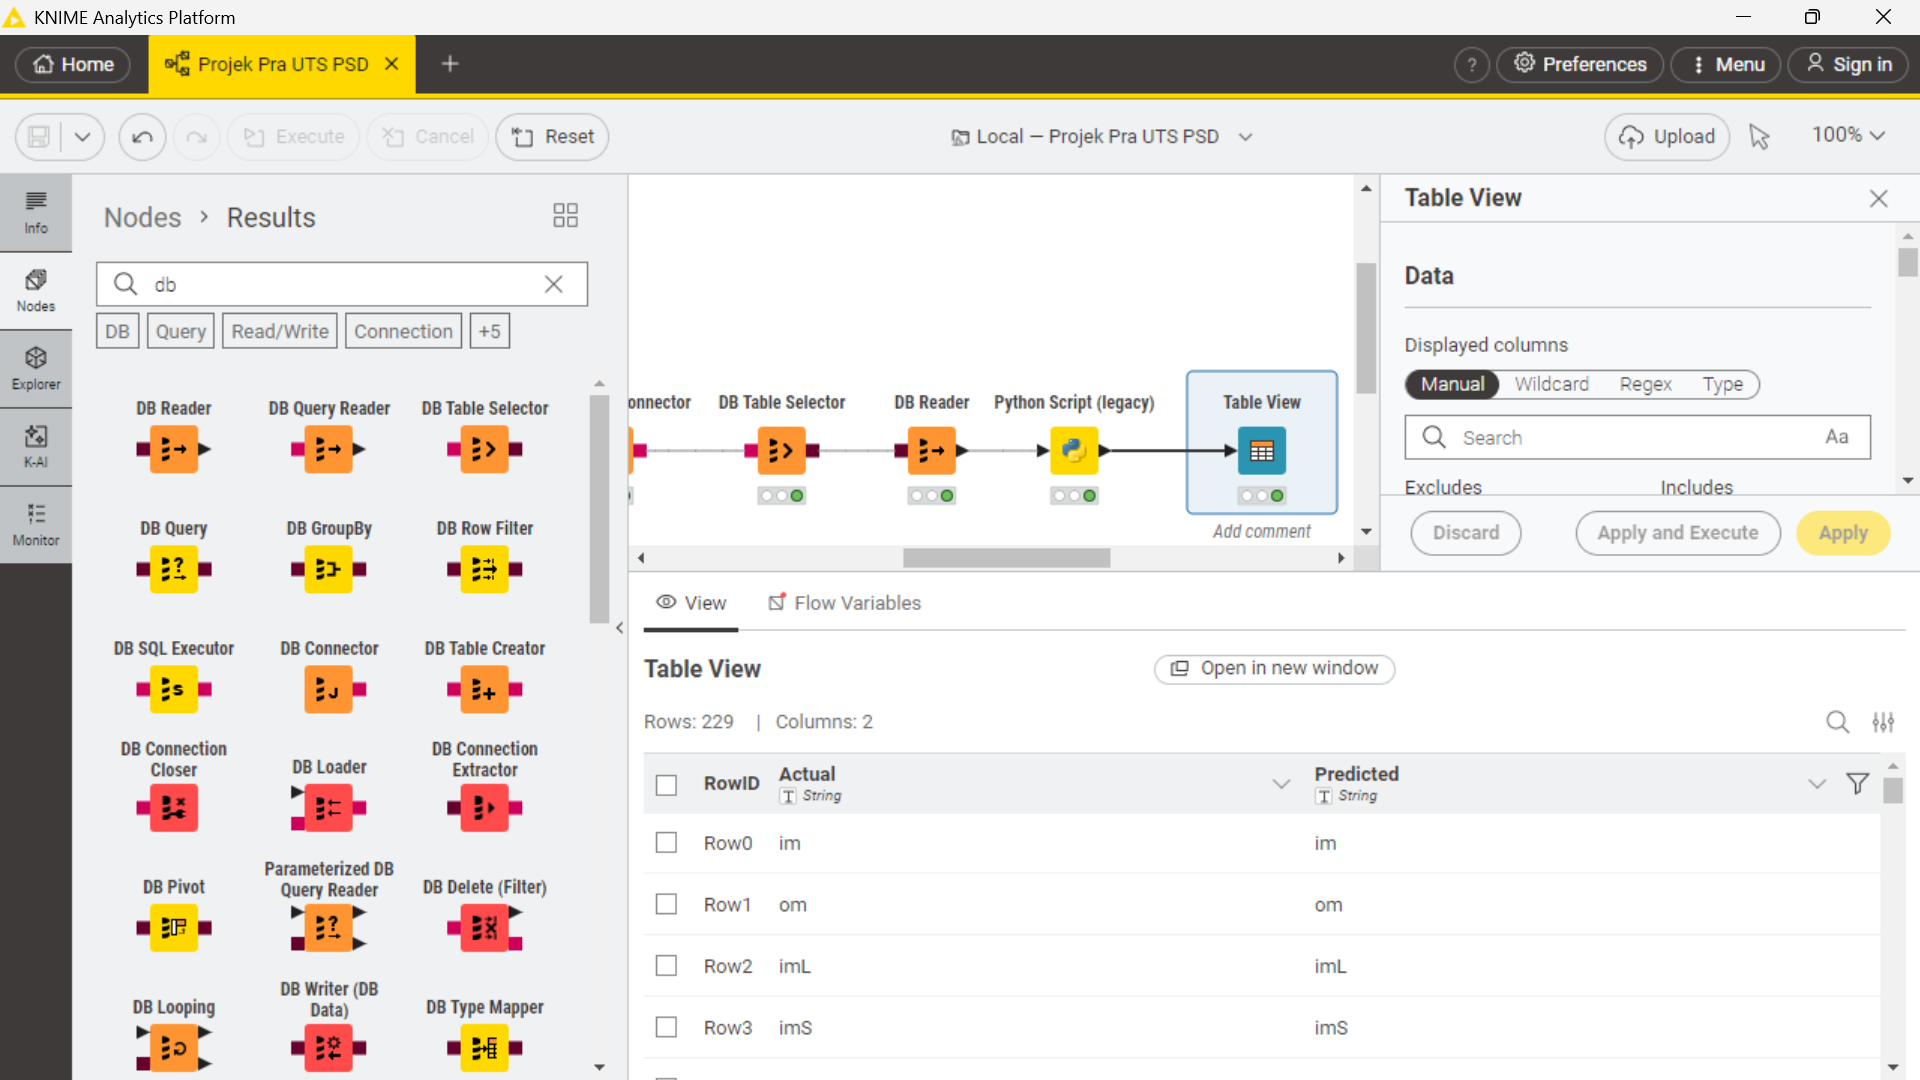 KNIME Analytics Platform
Home
Projek Pra UTS PSD
?
Preferences
Menu
Sign in
Execute
Cancel
Reset
Local — Projek Pra UTS PSD
Upload
100%
Info
Nodes
Explorer
K-AI
Monitor
Nodes > Results
db
DB
Query
Read/Write
Connection
+5
DB Reader
DB Query Reader
DB Table Selector
DB Query
DB GroupBy
DB Row Filter
DB SQL Executor
DB Connector
DB Table Creator
DB Connection
Closer
DB Loader
DB Connection
Extractor
DB Pivot
Parameterized DB
Query Reader
DB Delete (Filter)
DB Looping
DB Writer (DB
Data)
DB Type Mapper
onnector
DB Table Selector
DB Reader
Python Script (legacy)
Table View
Add comment
Table View
Data
Displayed columns
Manual
Wildcard
Regex
Type
Search
Aa
Excludes
Includes
Discard
Apply and Execute
Apply
View
Flow Variables
Table View
Open in new window
Rows: 229 | Columns: 2
RowID
Actual
T String
Predicted
T String
Row0 im im
Row1 om om
Row2 imL imL
Row3 imS imS